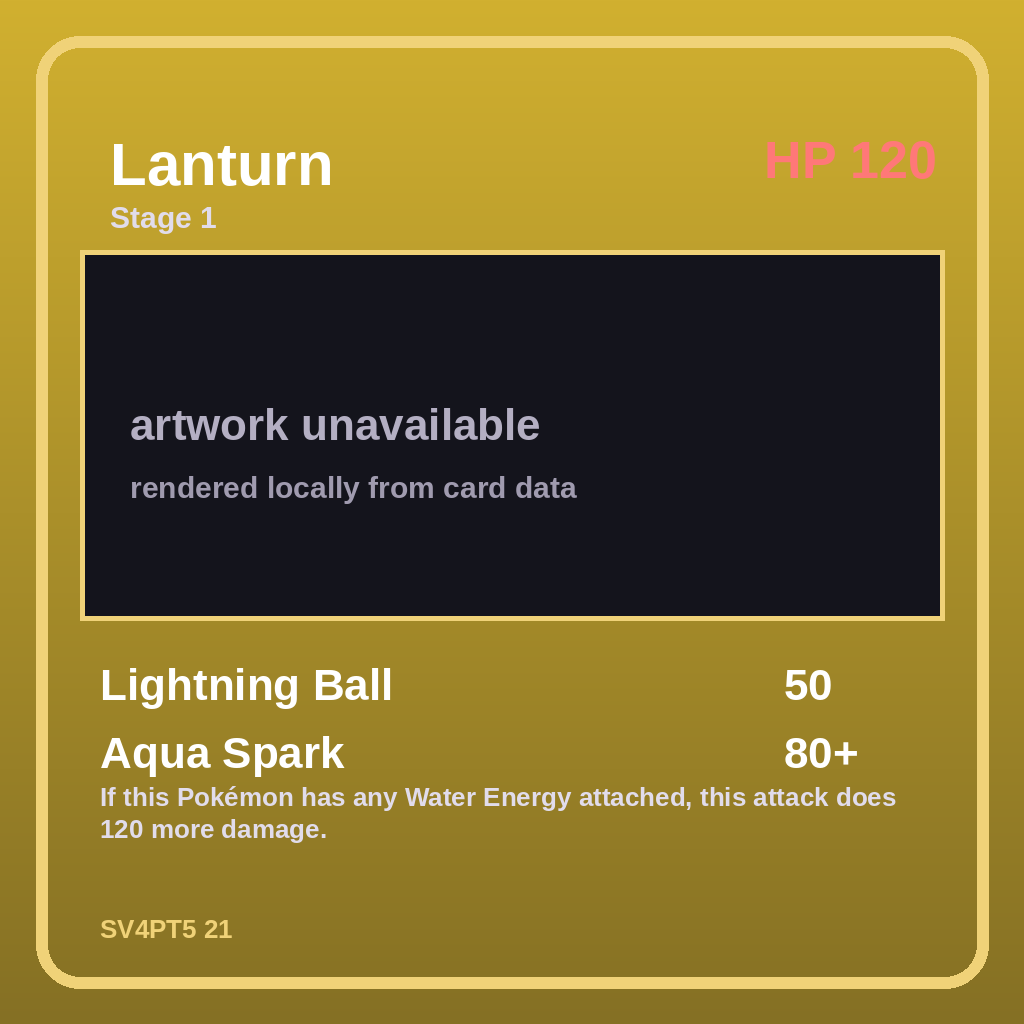 Lanturn
HP 120
Stage 1
artwork unavailable
rendered locally from card data
Lightning Ball 50
Aqua Spark 80+
If this Pokémon has any Water Energy attached, this attack does
120 more damage.
SV4PT5 21